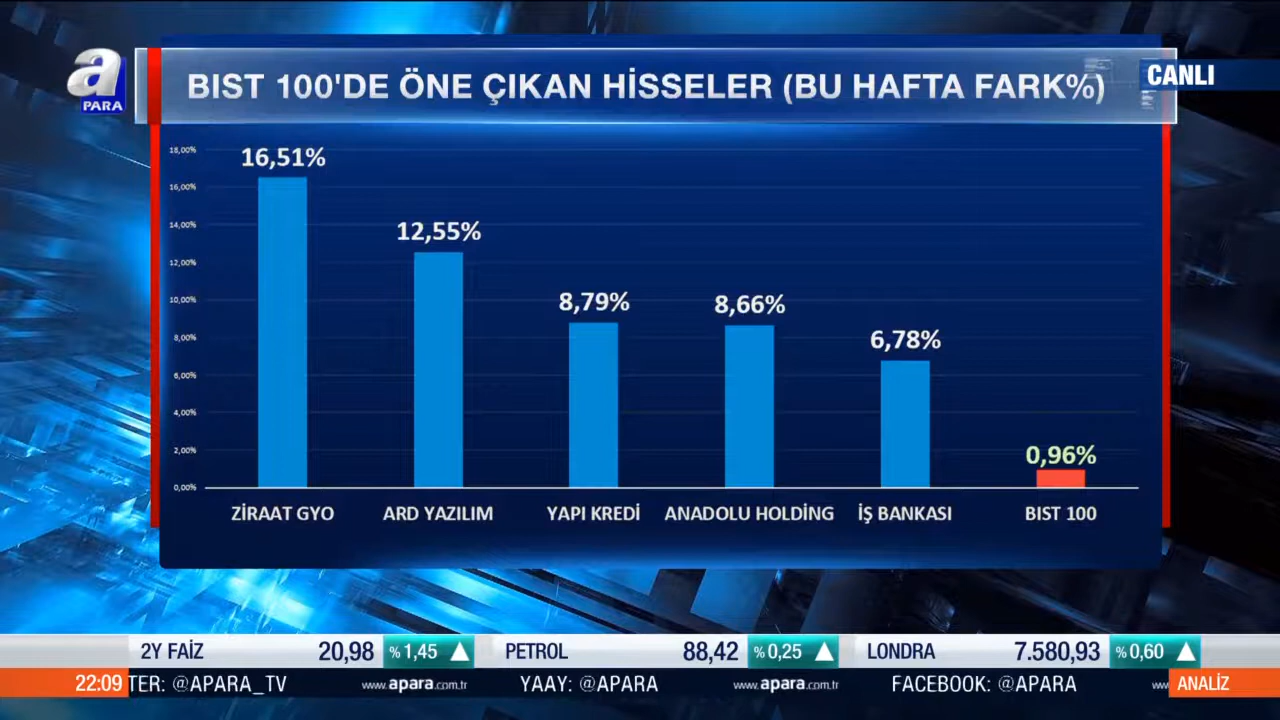 a
PARA
BIST 100'DE ÖNE ÇIKAN HİSSELER (BU HAFTA FARK%)
CANLI
18,00%
16,00%
14,00%
12,00%
10,00%
8,00%
6,00%
4,00%
2,00%
0,00%
16,51%
12,55%
8,79%
8,66%
6,78%
0,96%
ZİRAAT GYO
ARD YAZILIM
YAPI KREDİ
ANADOLU HOLDİNG
İŞ BANKASI
BIST 100
2Y FAİZ 20,98 %1,45 PETROL 88,42 %0,25 LONDRA 7.580,93 %0,60
22:09 TER: @APARA_TV www.apara.com.tr YAAY: @APARA www.apara.com.tr FACEBOOK: @APARA ww ANALİZ